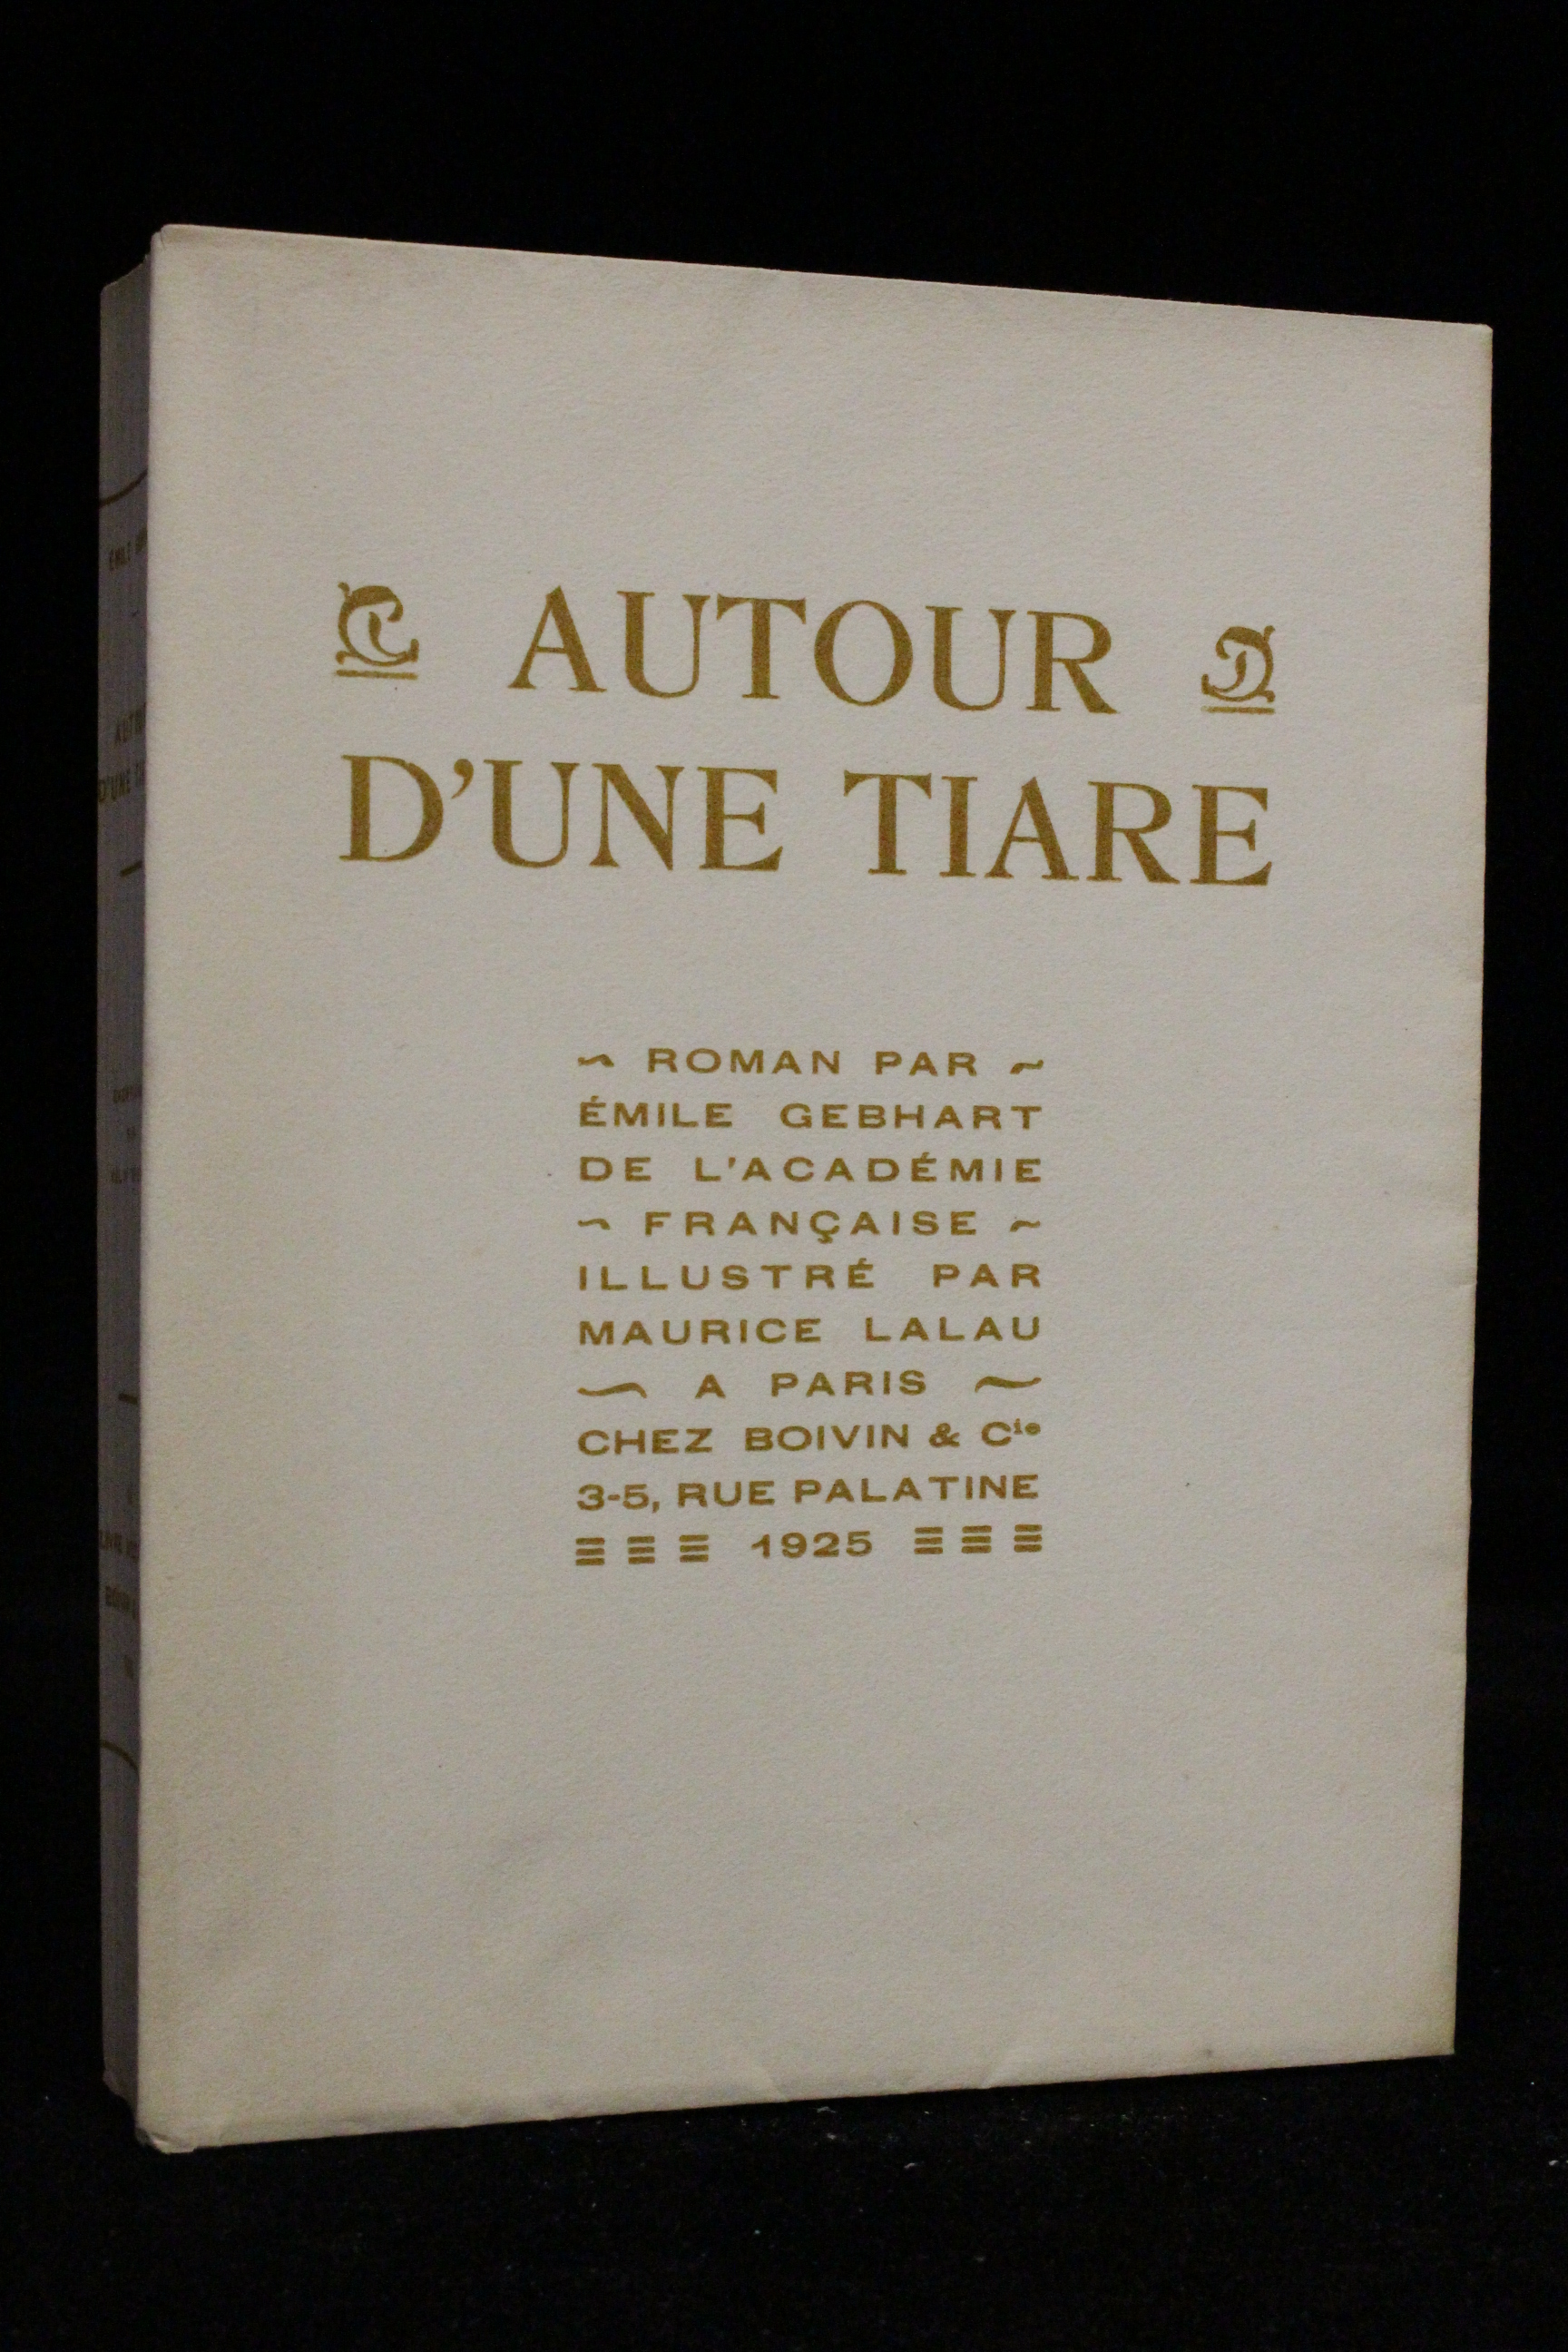 AUTOUR
D'UNE TIARE
~ ROMAN PAR ~
ÉMILE GEBHART
DE L'ACADÉMIE
~ FRANÇAISE ~
ILLUSTRÉ PAR
MAURICE LALAU
~ A PARIS ~
CHEZ BOIVIN & Cie
3-5, RUE PALATINE
1925